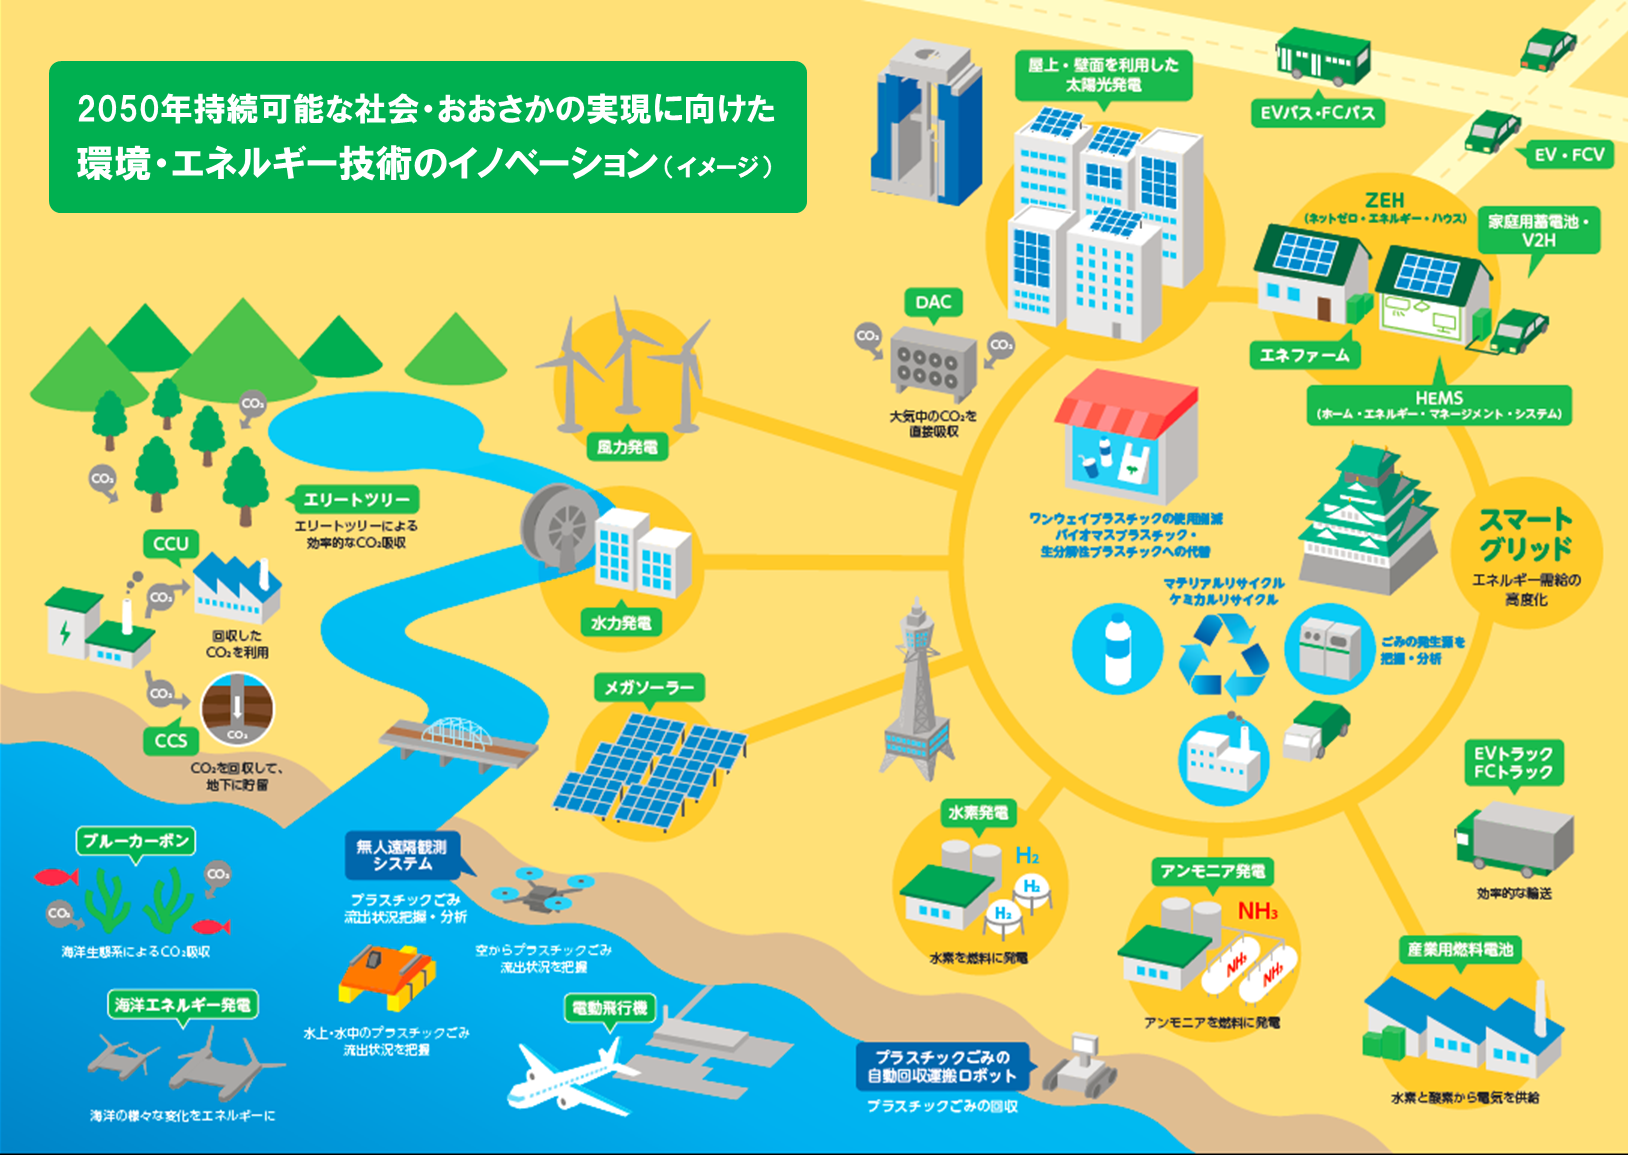 2050年持続可能な社会・おおさかの実現に向けた
環境・エネルギー技術のイノベーション(イメージ)
屋上・壁面を利用した
太陽光発電
EVバス・FCバス
EV・FCV
ZEH
(ネットゼロ・エネルギー・ハウス)
家庭用蓄電池・
V2H
エネファーム
HEMS
(ホーム・エネルギー・マネージメント・システム)
DAC
CO₂
CO₂
大気中のCO₂を
直接吸収
風力発電
CO₂
CO₂
エリートツリー
エリートツリーによる
効率的なCO₂吸収
CCU
CO₂
回収した
CO₂を利用
CO₂
CCS
CO₂
CO₂を回収して、
地下に貯留
水力発電
メガソーラー
ワンウェイプラスチックの使用削減
バイオマスプラスチック・
生分解性プラスチックへの代替
マテリアルリサイクル
ケミカルリサイクル
ごみの発生源を
把握・分析
スマート
グリッド
エネルギー需給の
高度化
EVトラック
FCトラック
効率的な輸送
水素発電
H₂
H₂
H₂
水素を燃料に発電
アンモニア発電
NH₃
NH₃
NH₃
アンモニアを燃料に発電
産業用燃料電池
水素と酸素から電気を供給
ブルーカーボン
CO₂
CO₂
海洋生態系によるCO₂吸収
無人遠隔観測
システム
プラスチックごみ
流出状況把握・分析
空からプラスチックごみ
流出状況を把握
水上・水中のプラスチックごみ
流出状況を把握
海洋エネルギー発電
海洋の様々な変化をエネルギーに
電動飛行機
プラスチックごみの
自動回収運搬ロボット
プラスチックごみの回収